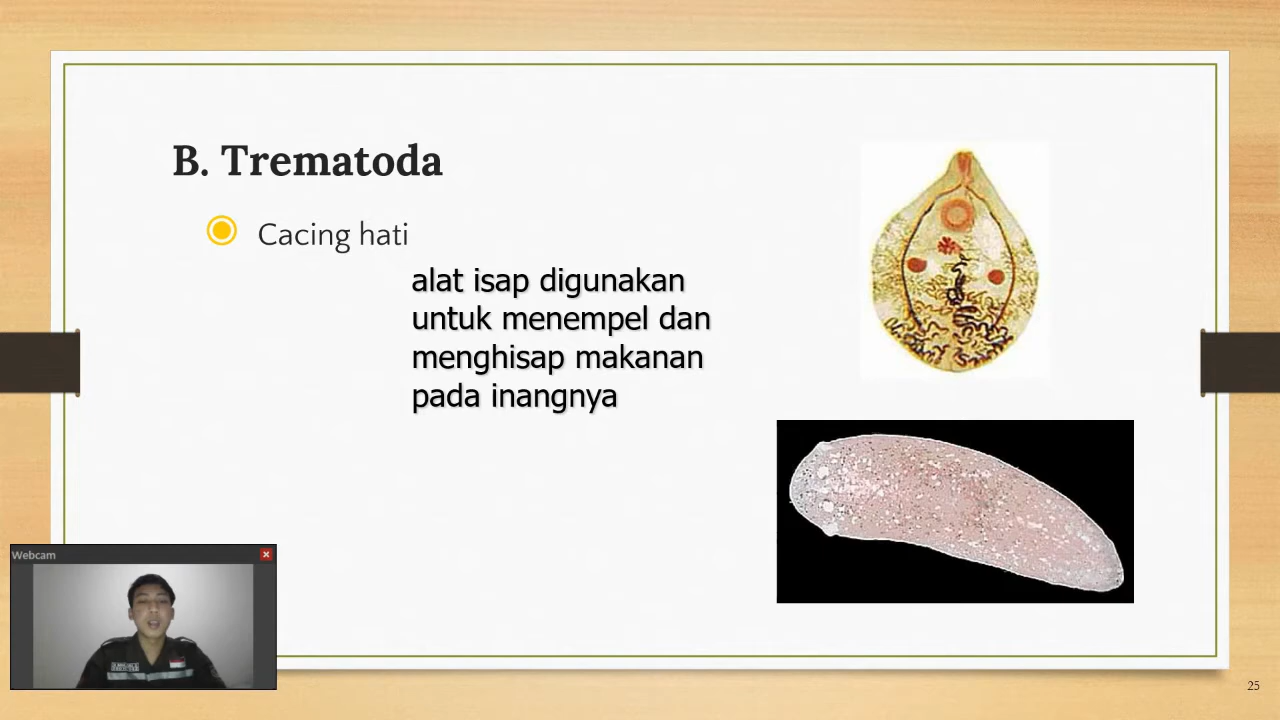 B. Trematoda
Cacing hati
alat isap digunakan
untuk menempel dan
menghisap makanan
pada inangnya
Webcam
25